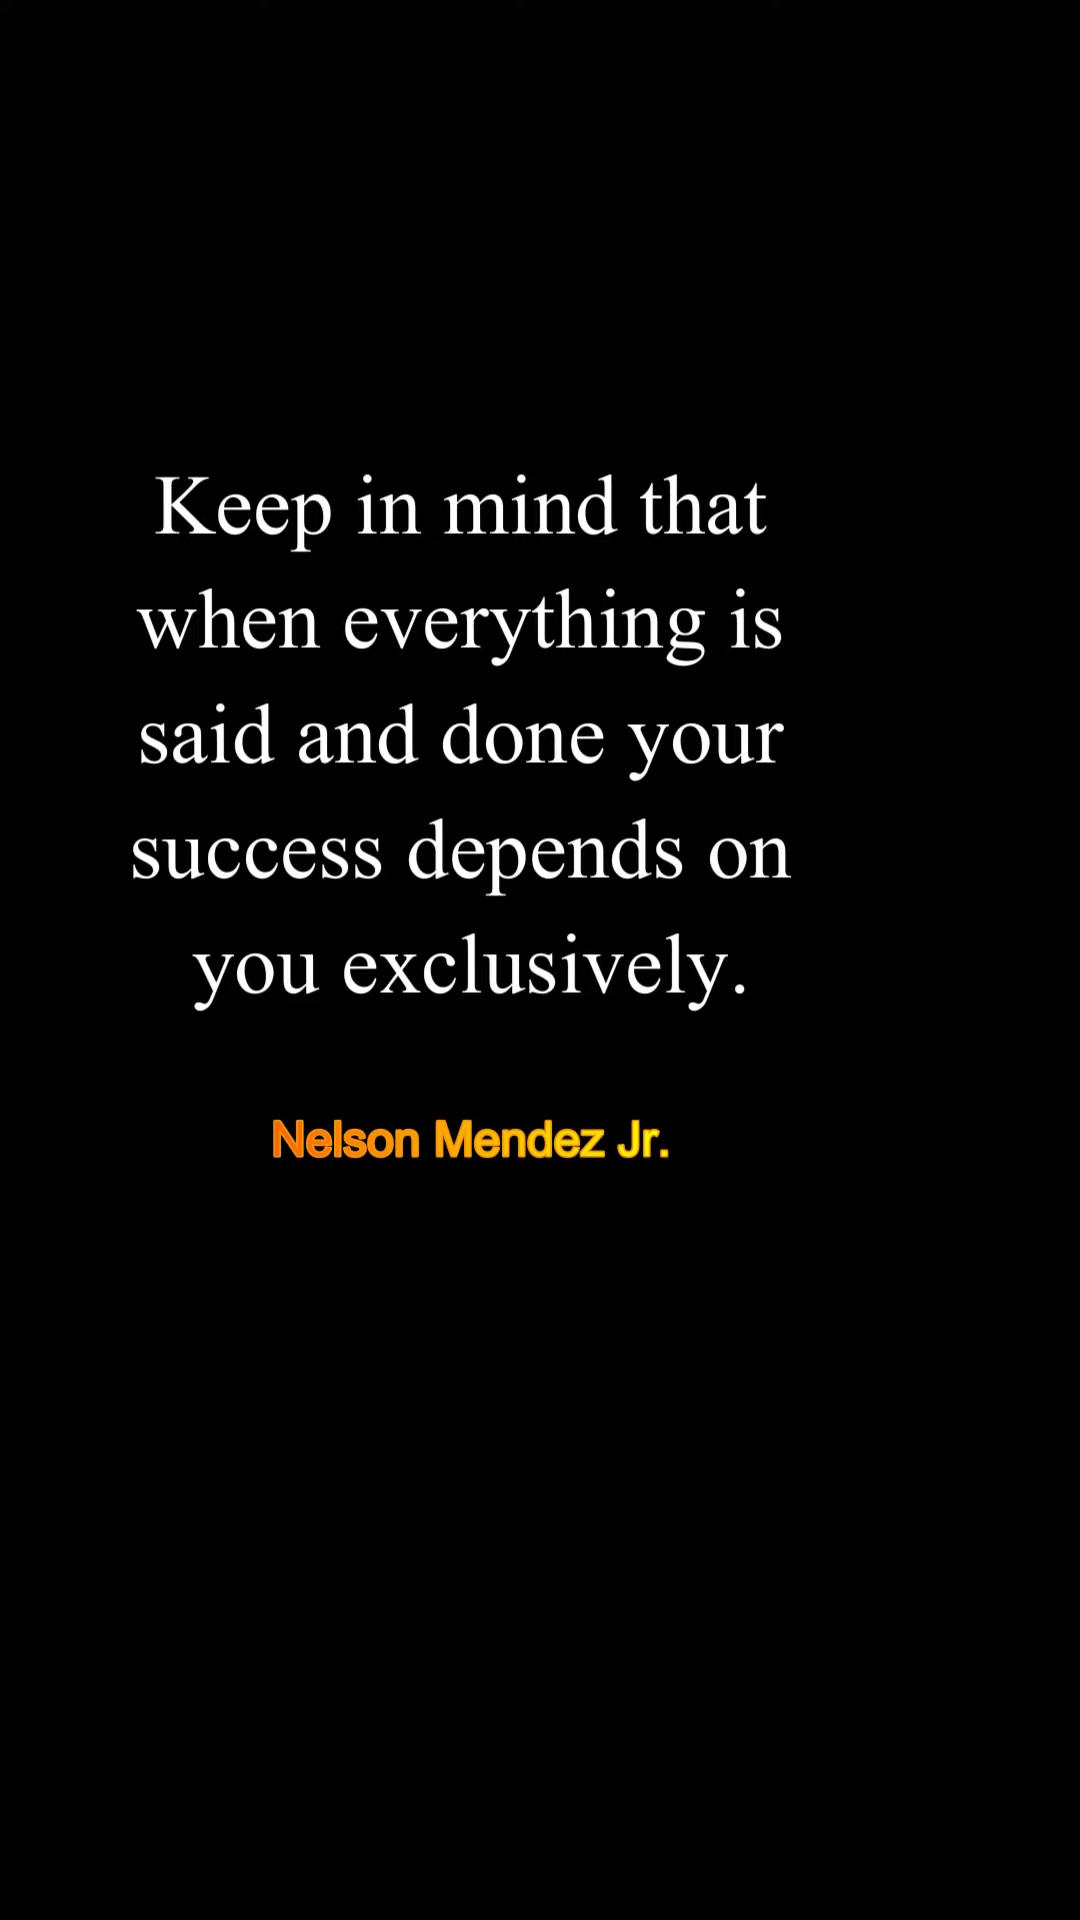 Keep in mind that
when everything is
said and done your
success depends on
you exclusively.
Nelson Mendez Jr.